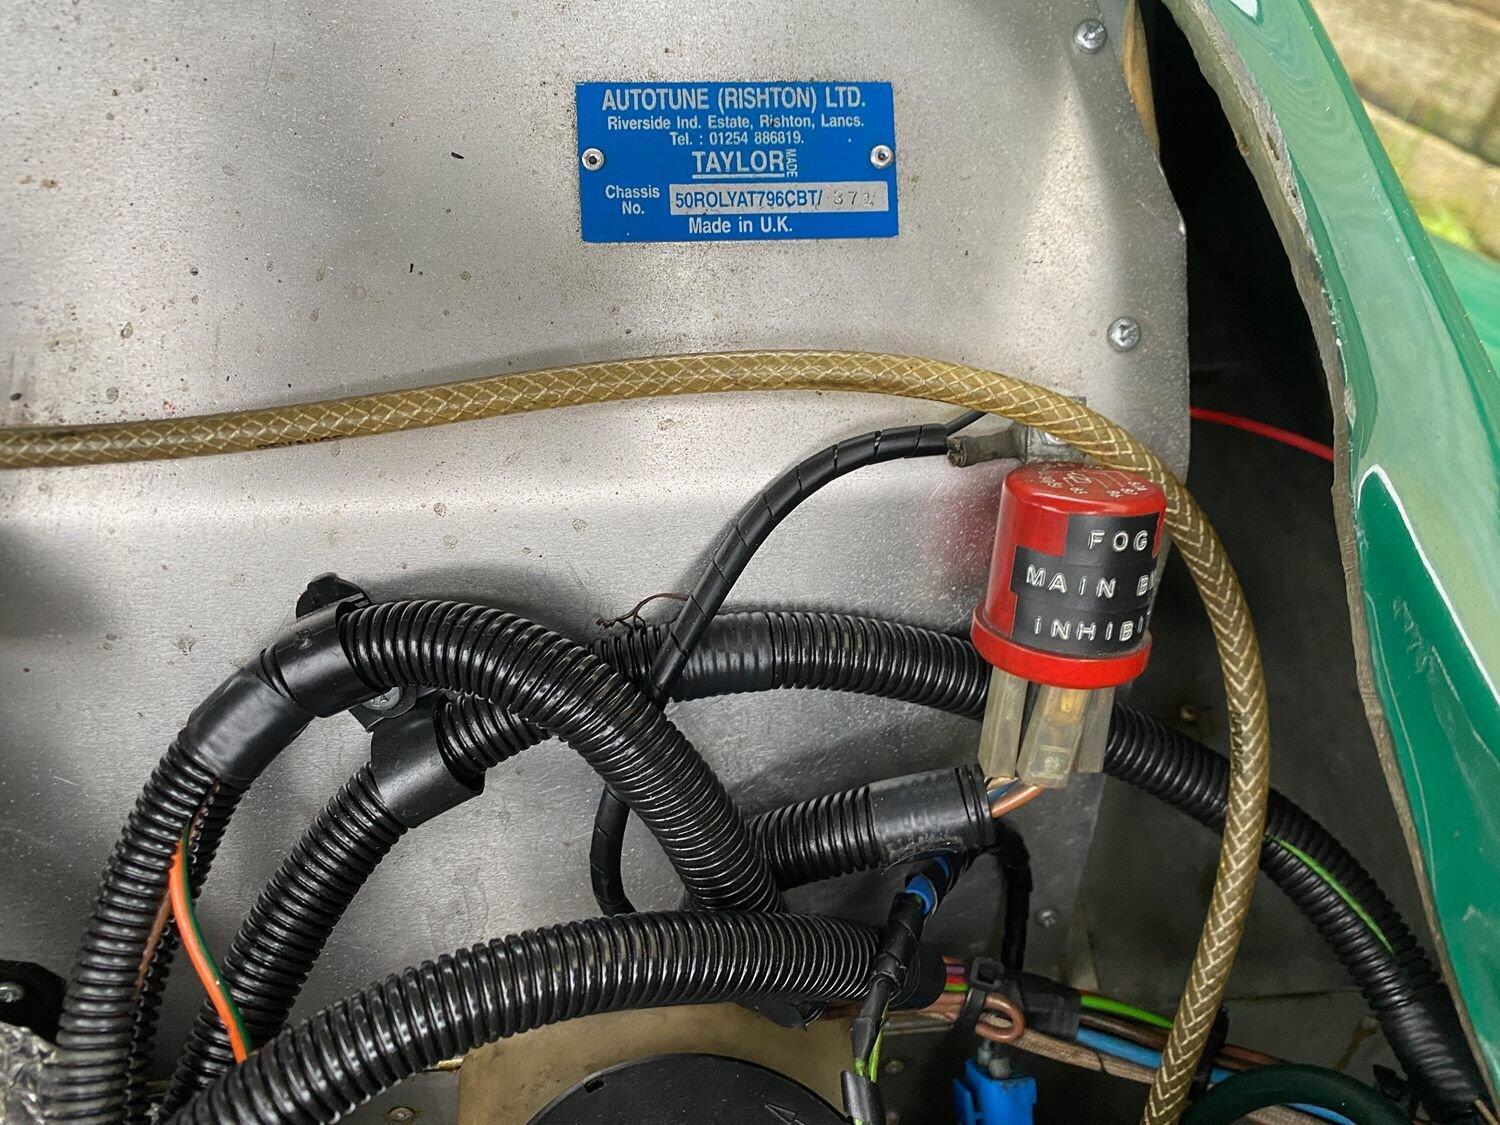 AUTOTUNE (RISHTON) LTD.
Riverside Ind. Estate, Rishton, Lancs.
Tel. : 01254 886819.
TAYLOR MADE
Chassis No. 50ROLYAT796CBT/ 371
Made in U.K.
FOG
MAIN
INHIBI